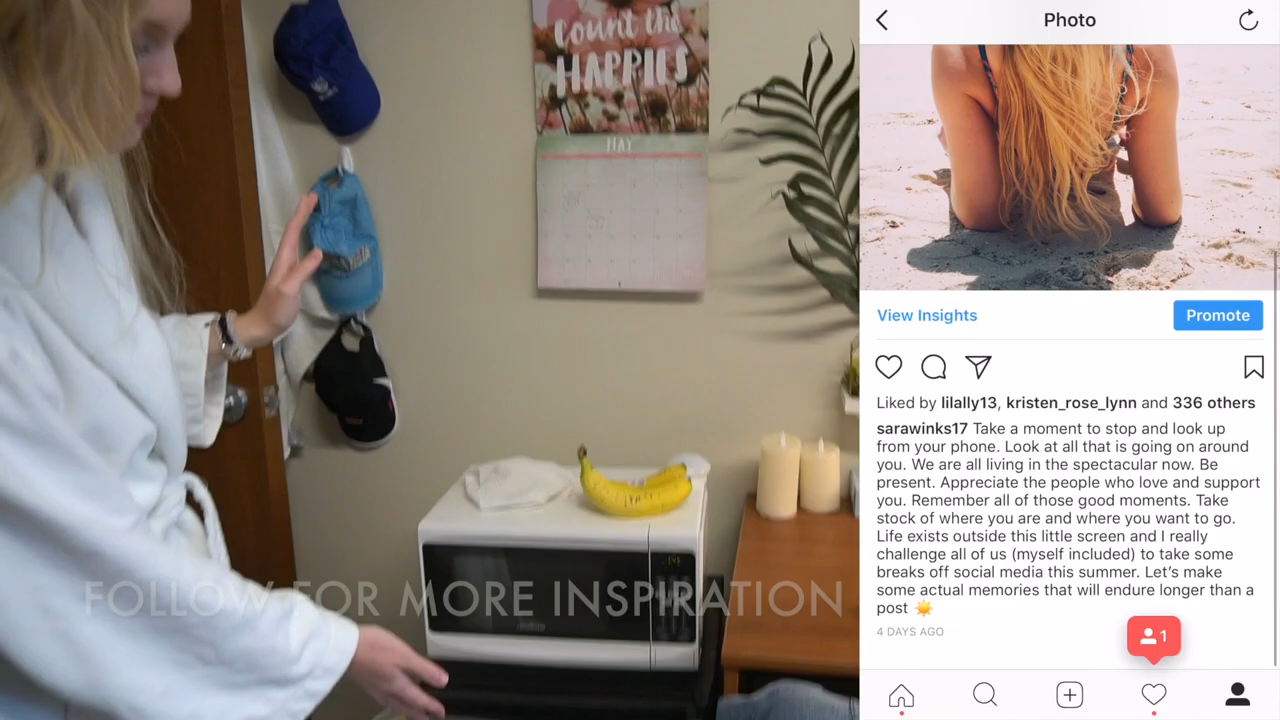 Count the
HAPPIES
MAY
FOLLOW FOR MORE INSPIRATION
Photo
View Insights
Promote
Liked by lilally13, kristen_rose_lynn and 336 others
sarawinks17 Take a moment to stop and look up
from your phone. Look at all that is going on around
you. We are all living in the spectacular now. Be
present. Appreciate the people who love and support
you. Remember all of those good moments. Take
stock of where you are and where you want to go.
Life exists outside this little screen and I really
challenge all of us (myself included) to take some
breaks off social media this summer. Let's make
some actual memories that will endure longer than a
post ☀️
4 DAYS AGO
1